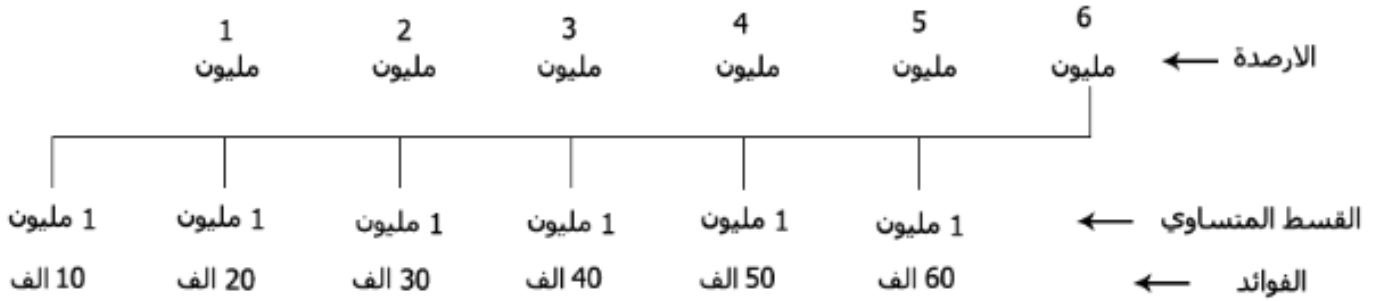 6 5 4 3 2 1
الارصدة ← مليون مليون مليون مليون مليون مليون
القسط المتساوي ← 1 مليون 1 مليون 1 مليون 1 مليون 1 مليون 1 مليون
الفوائد ← 60 الف 50 الف 40 الف 30 الف 20 الف 10 الف